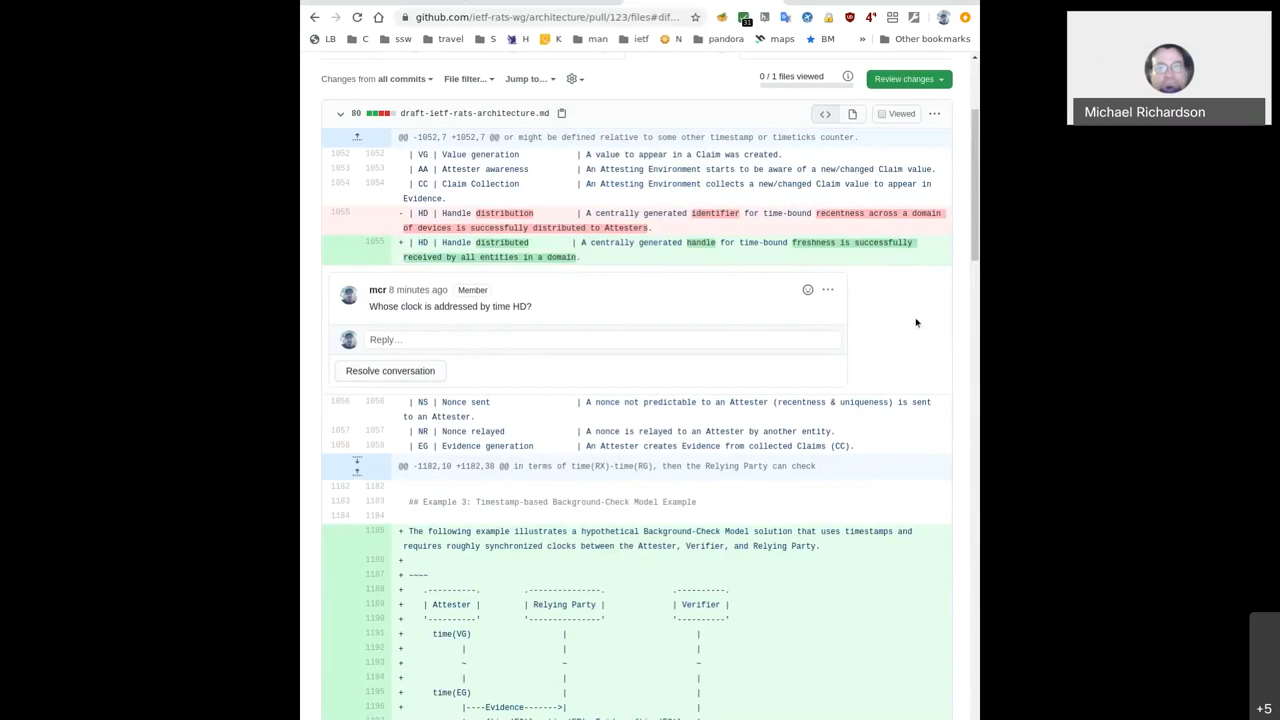 github.com/ietf-rats-wg/architecture/pull/123/files#dif...
31
4
LB C ssw travel S H K man ietf N pandora maps BM » Other bookmarks
Changes from all commits File filter... Jump to... 0 / 1 files viewed Review changes
80 draft-ietf-rats-architecture.md Viewed
@@ -1052,7 +1052,7 @@ or might be defined relative to some other timestamp or timeticks counter.
1052 1052 | VG | Value generation | A value to appear in a Claim was created.
1053 1053 | AA | Attester awareness | An Attesting Environment starts to be aware of a new/changed Claim value.
1054 1054 | CC | Claim Collection | An Attesting Environment collects a new/changed Claim value to appear in
Evidence.
1055 - | HD | Handle distribution | A centrally generated identifier for time-bound recentness across a domain
of devices is successfully distributed to Attesters.
1055 + | HD | Handle distributed | A centrally generated handle for time-bound freshness is successfully
received by all entities in a domain.
mcr 8 minutes ago Member
Whose clock is addressed by time HD?
Reply...
Resolve conversation
1056 1056 | NS | Nonce sent | A nonce not predictable to an Attester (recentness & uniqueness) is sent
to an Attester.
1057 1057 | NR | Nonce relayed | A nonce is relayed to an Attester by another entity.
1058 1058 | EG | Evidence generation | An Attester creates Evidence from collected Claims (CC).
@@ -1182,10 +1182,38 @@ in terms of time(RX)-time(RG), then the Relying Party can check
1182 1182
1183 1183 ## Example 3: Timestamp-based Background-Check Model Example
1184 1184
1185 + The following example illustrates a hypothetical Background-Check Model solution that uses timestamps and
requires roughly synchronized clocks between the Attester, Verifier, and Relying Party.
1186 +
1187 + ~~~~
1188 + .----------. .---------------. .----------.
1189 + | Attester | | Relying Party | | Verifier |
1190 + '----------' '---------------' '----------'
1191 + time(VG) | |
1192 + | | |
1193 + ~ ~ ~
1194 + | | |
1195 + time(EG) | |
1196 + |----Evidence------->| |
Michael Richardson
+5